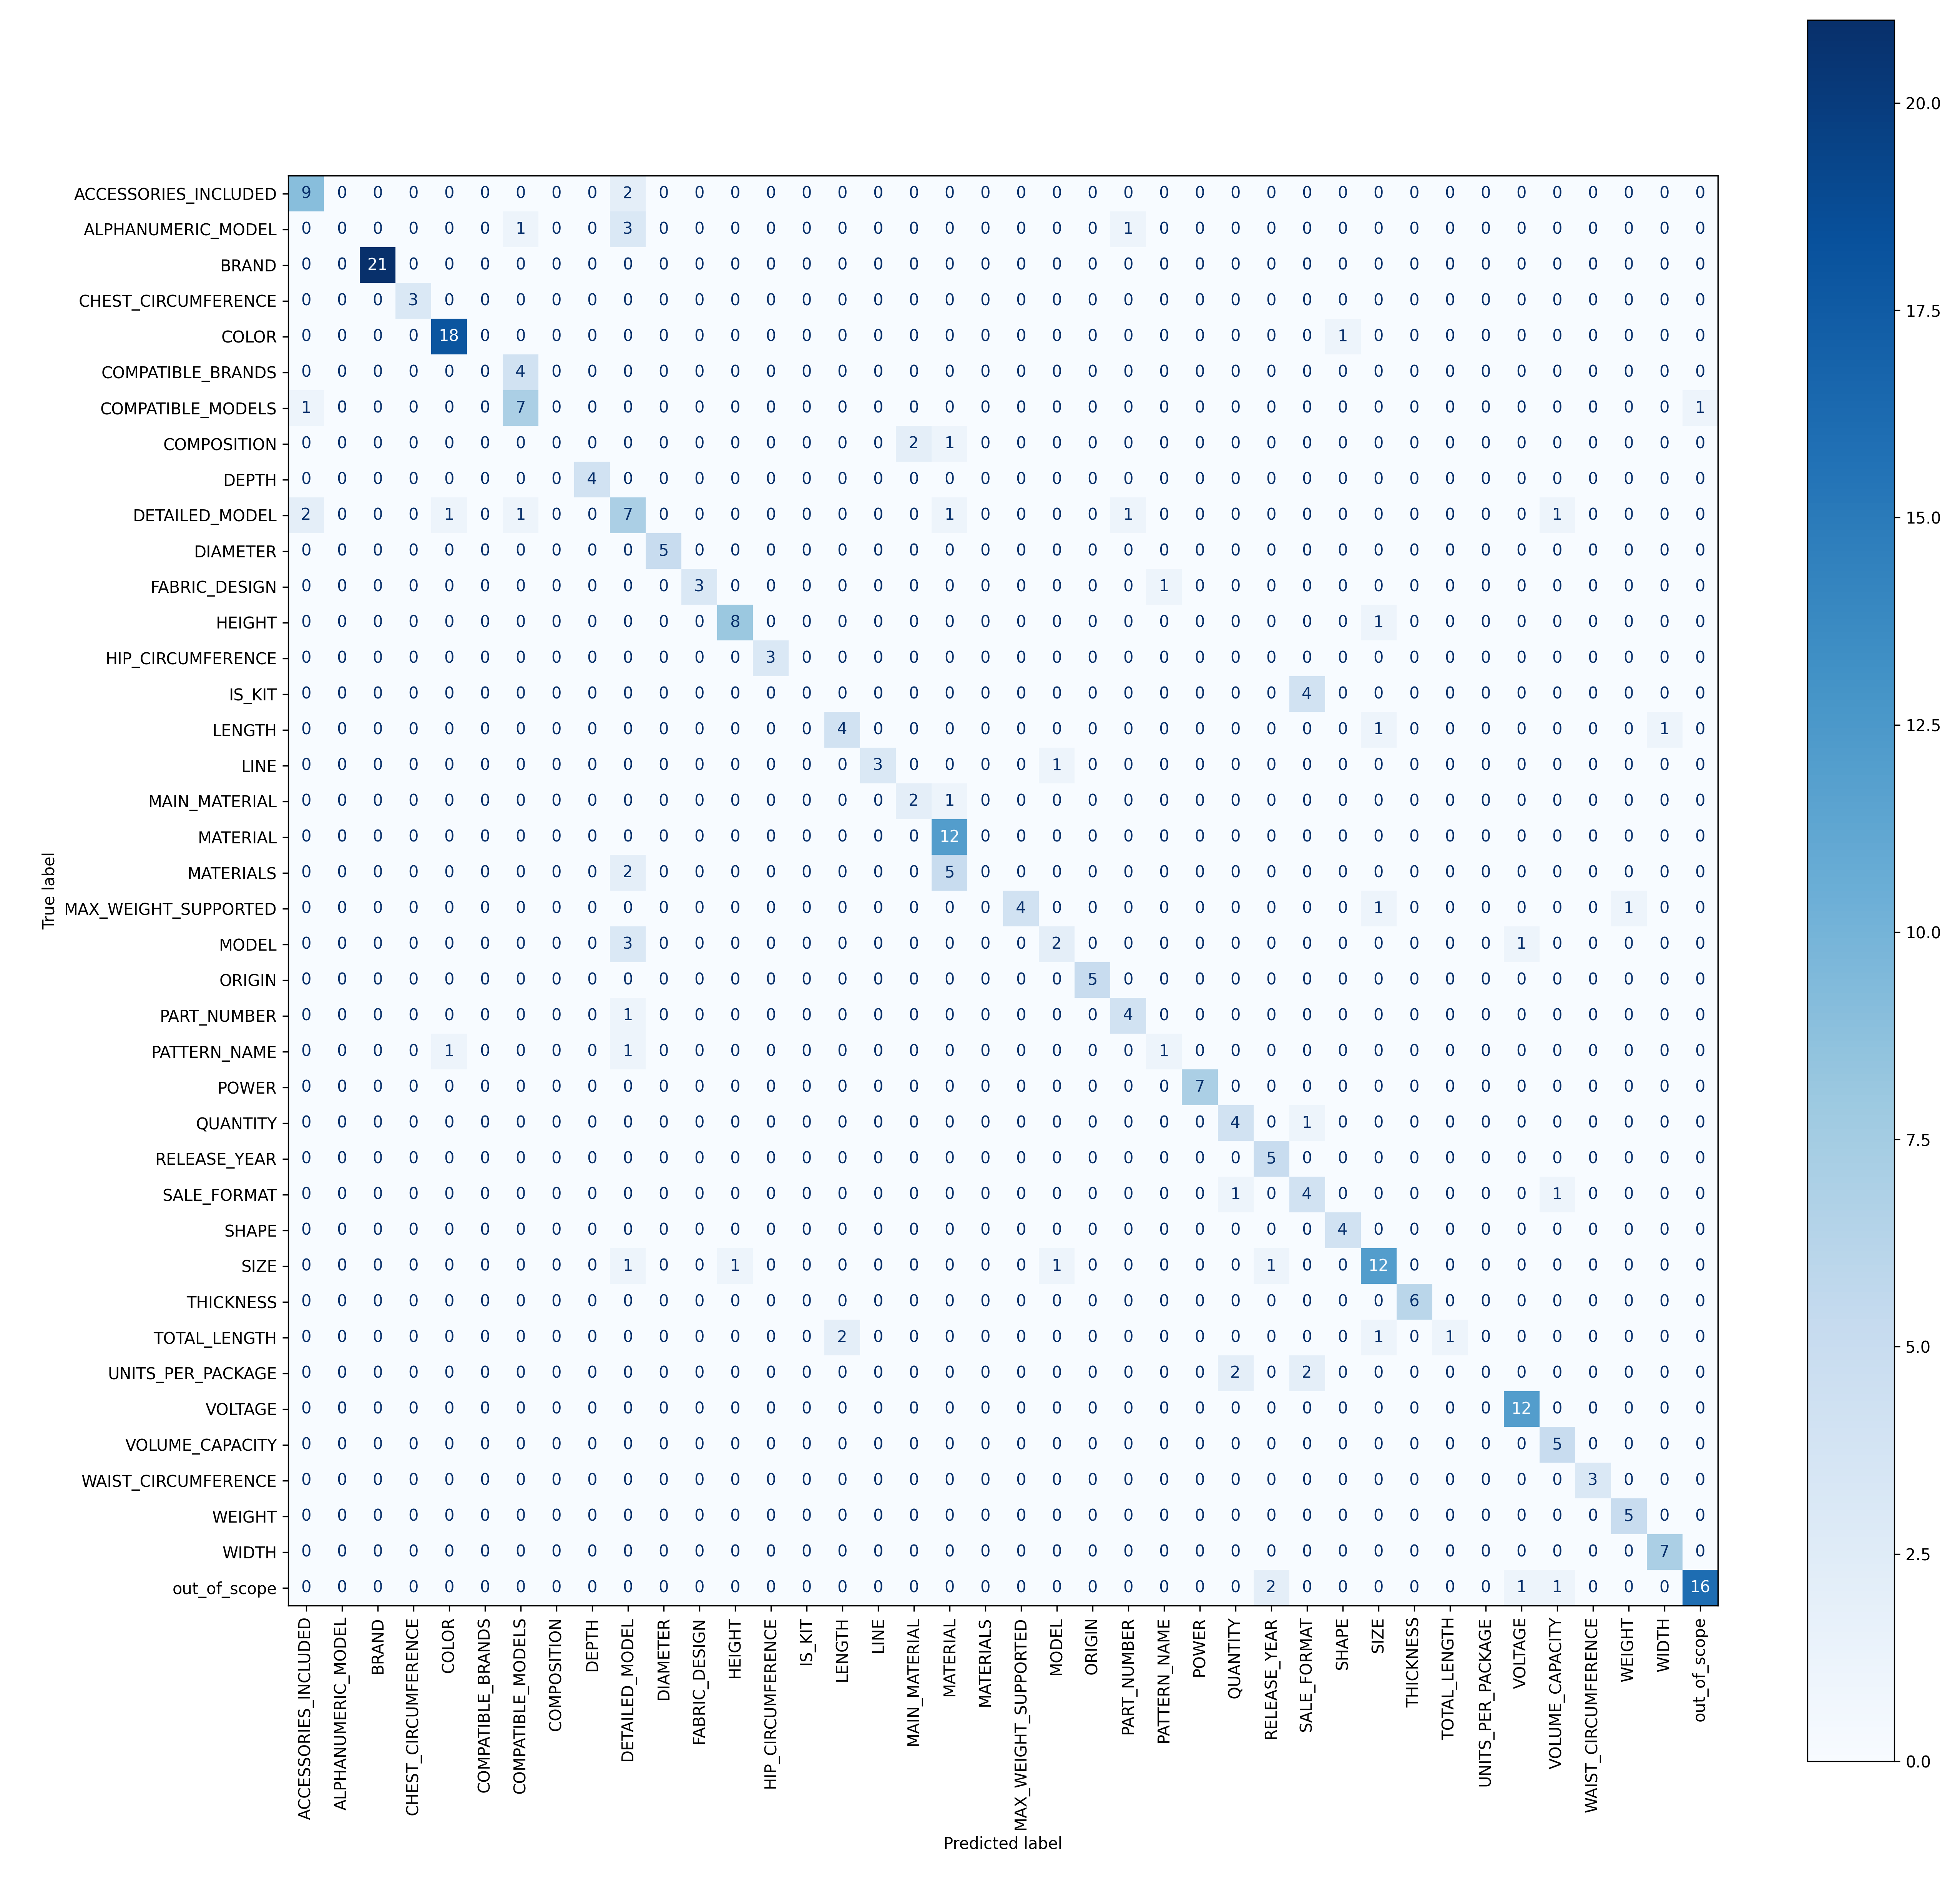 20.0
17.5
15.0
12.5
10.0
7.5
5.0
2.5
0.0
ACCESSORIES_INCLUDED 9 0 0 0 0 0 0 0 0 2 0 0 0 0 0 0 0 0 0 0 0 0 0 0 0 0 0 0 0 0 0 0 0 0 0 0 0 0 0 0
ALPHANUMERIC_MODEL 0 0 0 0 0 0 1 0 0 3 0 0 0 0 0 0 0 0 0 0 0 0 0 1 0 0 0 0 0 0 0 0 0 0 0 0 0 0 0 0
BRAND 0 0 21 0 0 0 0 0 0 0 0 0 0 0 0 0 0 0 0 0 0 0 0 0 0 0 0 0 0 0 0 0 0 0 0 0 0 0 0 0
CHEST_CIRCUMFERENCE 0 0 0 3 0 0 0 0 0 0 0 0 0 0 0 0 0 0 0 0 0 0 0 0 0 0 0 0 0 0 0 0 0 0 0 0 0 0 0 0
COLOR 0 0 0 0 18 0 0 0 0 0 0 0 0 0 0 0 0 0 0 0 0 0 0 0 0 0 0 0 0 1 0 0 0 0 0 0 0 0 0 0
COMPATIBLE_BRANDS 0 0 0 0 0 0 4 0 0 0 0 0 0 0 0 0 0 0 0 0 0 0 0 0 0 0 0 0 0 0 0 0 0 0 0 0 0 0 0 0
COMPATIBLE_MODELS 1 0 0 0 0 0 7 0 0 0 0 0 0 0 0 0 0 0 0 0 0 0 0 0 0 0 0 0 0 0 0 0 0 0 0 0 0 0 0 1
COMPOSITION 0 0 0 0 0 0 0 0 0 0 0 0 0 0 0 0 0 2 1 0 0 0 0 0 0 0 0 0 0 0 0 0 0 0 0 0 0 0 0 0
DEPTH 0 0 0 0 0 0 0 0 4 0 0 0 0 0 0 0 0 0 0 0 0 0 0 0 0 0 0 0 0 0 0 0 0 0 0 0 0 0 0 0
DETAILED_MODEL 2 0 0 0 1 0 1 0 0 7 0 0 0 0 0 0 0 0 1 0 0 0 0 1 0 0 0 0 0 0 0 0 0 0 0 1 0 0 0 0
DIAMETER 0 0 0 0 0 0 0 0 0 0 5 0 0 0 0 0 0 0 0 0 0 0 0 0 0 0 0 0 0 0 0 0 0 0 0 0 0 0 0 0
FABRIC_DESIGN 0 0 0 0 0 0 0 0 0 0 0 3 0 0 0 0 0 0 0 0 0 0 0 0 1 0 0 0 0 0 0 0 0 0 0 0 0 0 0 0
HEIGHT 0 0 0 0 0 0 0 0 0 0 0 0 8 0 0 0 0 0 0 0 0 0 0 0 0 0 0 0 0 0 1 0 0 0 0 0 0 0 0 0
HIP_CIRCUMFERENCE 0 0 0 0 0 0 0 0 0 0 0 0 0 3 0 0 0 0 0 0 0 0 0 0 0 0 0 0 0 0 0 0 0 0 0 0 0 0 0 0
IS_KIT 0 0 0 0 0 0 0 0 0 0 0 0 0 0 0 0 0 0 0 0 0 0 0 0 0 0 0 0 4 0 0 0 0 0 0 0 0 0 0 0
LENGTH 0 0 0 0 0 0 0 0 0 0 0 0 0 0 0 4 0 0 0 0 0 0 0 0 0 0 0 0 0 0 1 0 0 0 0 0 0 0 1 0
LINE 0 0 0 0 0 0 0 0 0 0 0 0 0 0 0 0 3 0 0 0 0 1 0 0 0 0 0 0 0 0 0 0 0 0 0 0 0 0 0 0
MAIN_MATERIAL 0 0 0 0 0 0 0 0 0 0 0 0 0 0 0 0 0 2 1 0 0 0 0 0 0 0 0 0 0 0 0 0 0 0 0 0 0 0 0 0
MATERIAL 0 0 0 0 0 0 0 0 0 0 0 0 0 0 0 0 0 0 12 0 0 0 0 0 0 0 0 0 0 0 0 0 0 0 0 0 0 0 0 0
MATERIALS 0 0 0 0 0 0 0 0 0 2 0 0 0 0 0 0 0 0 5 0 0 0 0 0 0 0 0 0 0 0 0 0 0 0 0 0 0 0 0 0
MAX_WEIGHT_SUPPORTED 0 0 0 0 0 0 0 0 0 0 0 0 0 0 0 0 0 0 0 0 4 0 0 0 0 0 0 0 0 0 1 0 0 0 0 0 0 1 0 0
MODEL 0 0 0 0 0 0 0 0 0 3 0 0 0 0 0 0 0 0 0 0 0 2 0 0 0 0 0 0 0 0 0 0 0 0 1 0 0 0 0 0
ORIGIN 0 0 0 0 0 0 0 0 0 0 0 0 0 0 0 0 0 0 0 0 0 0 5 0 0 0 0 0 0 0 0 0 0 0 0 0 0 0 0 0
PART_NUMBER 0 0 0 0 0 0 0 0 0 1 0 0 0 0 0 0 0 0 0 0 0 0 0 4 0 0 0 0 0 0 0 0 0 0 0 0 0 0 0 0
PATTERN_NAME 0 0 0 0 1 0 0 0 0 1 0 0 0 0 0 0 0 0 0 0 0 0 0 0 1 0 0 0 0 0 0 0 0 0 0 0 0 0 0 0
POWER 0 0 0 0 0 0 0 0 0 0 0 0 0 0 0 0 0 0 0 0 0 0 0 0 0 7 0 0 0 0 0 0 0 0 0 0 0 0 0 0
QUANTITY 0 0 0 0 0 0 0 0 0 0 0 0 0 0 0 0 0 0 0 0 0 0 0 0 0 0 4 0 1 0 0 0 0 0 0 0 0 0 0 0
RELEASE_YEAR 0 0 0 0 0 0 0 0 0 0 0 0 0 0 0 0 0 0 0 0 0 0 0 0 0 0 0 5 0 0 0 0 0 0 0 0 0 0 0 0
SALE_FORMAT 0 0 0 0 0 0 0 0 0 0 0 0 0 0 0 0 0 0 0 0 0 0 0 0 0 0 1 0 4 0 0 0 0 0 0 1 0 0 0 0
SHAPE 0 0 0 0 0 0 0 0 0 0 0 0 0 0 0 0 0 0 0 0 0 0 0 0 0 0 0 0 0 4 0 0 0 0 0 0 0 0 0 0
SIZE 0 0 0 0 0 0 0 0 0 1 0 0 1 0 0 0 0 0 0 0 0 1 0 0 0 0 0 1 0 0 12 0 0 0 0 0 0 0 0 0
THICKNESS 0 0 0 0 0 0 0 0 0 0 0 0 0 0 0 0 0 0 0 0 0 0 0 0 0 0 0 0 0 0 0 6 0 0 0 0 0 0 0 0
TOTAL_LENGTH 0 0 0 0 0 0 0 0 0 0 0 0 0 0 0 2 0 0 0 0 0 0 0 0 0 0 0 0 0 0 1 0 1 0 0 0 0 0 0 0
UNITS_PER_PACKAGE 0 0 0 0 0 0 0 0 0 0 0 0 0 0 0 0 0 0 0 0 0 0 0 0 0 0 2 0 2 0 0 0 0 0 0 0 0 0 0 0
VOLTAGE 0 0 0 0 0 0 0 0 0 0 0 0 0 0 0 0 0 0 0 0 0 0 0 0 0 0 0 0 0 0 0 0 0 0 12 0 0 0 0 0
VOLUME_CAPACITY 0 0 0 0 0 0 0 0 0 0 0 0 0 0 0 0 0 0 0 0 0 0 0 0 0 0 0 0 0 0 0 0 0 0 0 5 0 0 0 0
WAIST_CIRCUMFERENCE 0 0 0 0 0 0 0 0 0 0 0 0 0 0 0 0 0 0 0 0 0 0 0 0 0 0 0 0 0 0 0 0 0 0 0 0 3 0 0 0
WEIGHT 0 0 0 0 0 0 0 0 0 0 0 0 0 0 0 0 0 0 0 0 0 0 0 0 0 0 0 0 0 0 0 0 0 0 0 0 0 5 0 0
WIDTH 0 0 0 0 0 0 0 0 0 0 0 0 0 0 0 0 0 0 0 0 0 0 0 0 0 0 0 0 0 0 0 0 0 0 0 0 0 0 7 0
out_of_scope 0 0 0 0 0 0 0 0 0 0 0 0 0 0 0 0 0 0 0 0 0 0 0 0 0 0 0 2 0 0 0 0 0 0 1 1 0 0 0 16
True label
ACCESSORIES_INCLUDED
ALPHANUMERIC_MODEL
BRAND
CHEST_CIRCUMFERENCE
COLOR
COMPATIBLE_BRANDS
COMPATIBLE_MODELS
COMPOSITION
DEPTH
DETAILED_MODEL
DIAMETER
FABRIC_DESIGN
HEIGHT
HIP_CIRCUMFERENCE
IS_KIT
LENGTH
LINE
MAIN_MATERIAL
MATERIAL
MATERIALS
MAX_WEIGHT_SUPPORTED
MODEL
ORIGIN
PART_NUMBER
PATTERN_NAME
POWER
QUANTITY
RELEASE_YEAR
SALE_FORMAT
SHAPE
SIZE
THICKNESS
TOTAL_LENGTH
UNITS_PER_PACKAGE
VOLTAGE
VOLUME_CAPACITY
WAIST_CIRCUMFERENCE
WEIGHT
WIDTH
out_of_scope
Predicted label